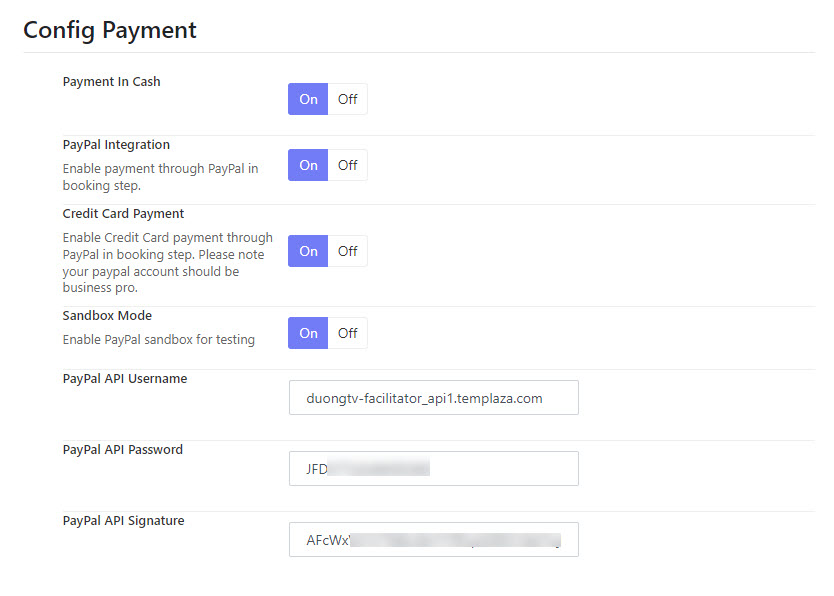 Config Payment
Payment In Cash
On Off
PayPal Integration
Enable payment through PayPal in
booking step.
On Off
Credit Card Payment
Enable Credit Card payment through
PayPal in booking step. Please note
your paypal account should be
business pro.
On Off
Sandbox Mode
Enable PayPal sandbox for testing
On Off
PayPal API Username
duongtv-facilitator_api1.templaza.com
PayPal API Password
JFD
PayPal API Signature
AFcWx